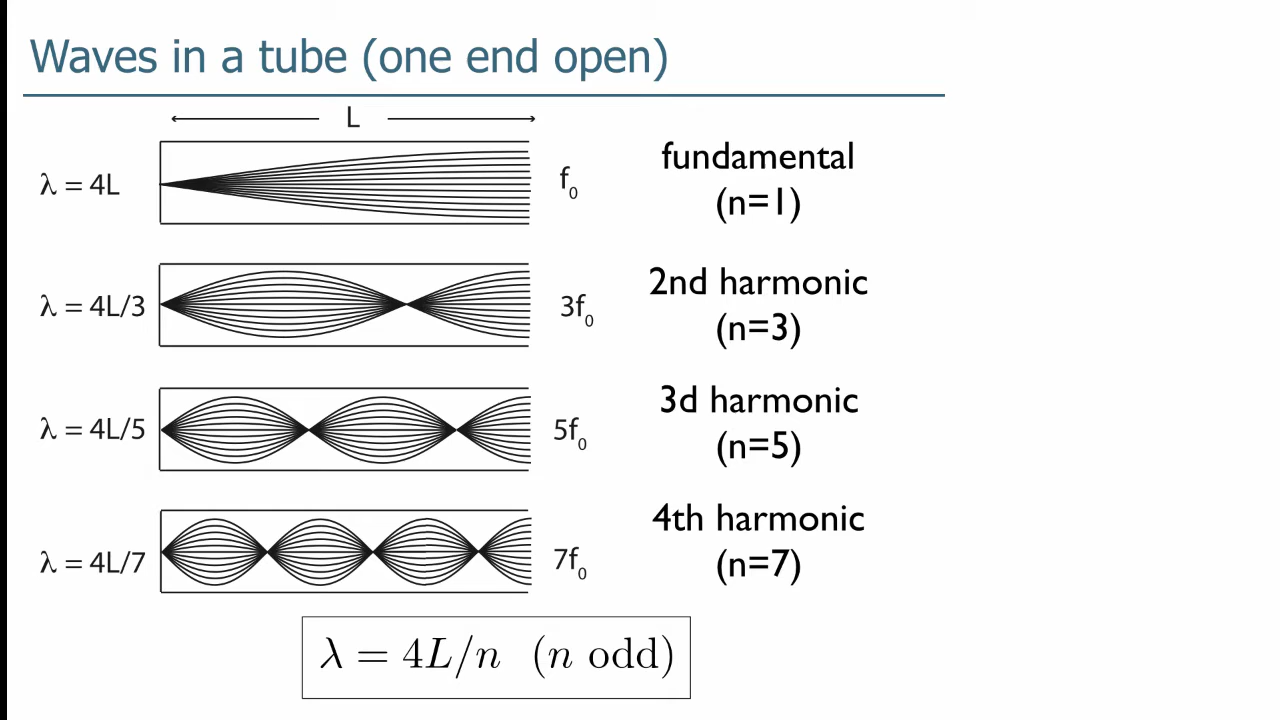 Waves in a tube (one end open)
L
λ = 4L
f₀
fundamental
(n=1)
λ = 4L/3
3f₀
2nd harmonic
(n=3)
λ = 4L/5
5f₀
3d harmonic
(n=5)
λ = 4L/7
7f₀
4th harmonic
(n=7)
λ = 4L/n (n odd)